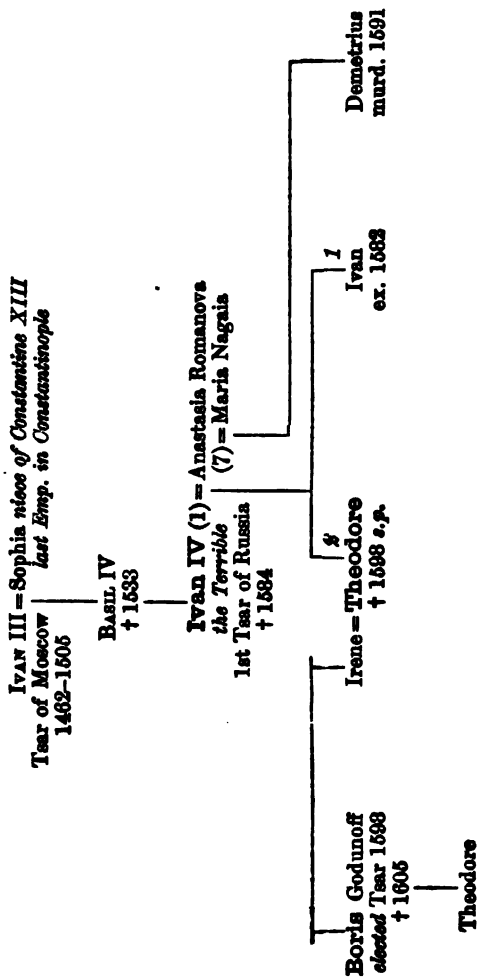 IVAN III = Sophia niece of Constantine XIII
Tsar of Moscow last Emp. in Constantinople
1462–1505
BASIL IV
† 1533
Ivan IV (1) = Anastasia Romanova
the Terrible (7) = Maria Nagaia
1st Tsar of Russia
† 1584
Boris Godunoff Irene = Theodore 2 Ivan 1 Demetrius
elected Tsar 1598 † 1598 s.p. ex. 1582 murd. 1591
† 1605
Theodore